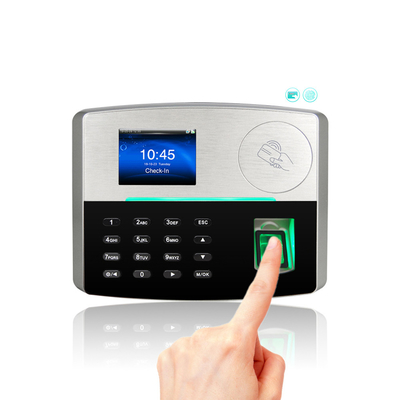 10:45
Check-In
1 2ABC 3DEF ESC
4GHI 5JKL 6MNO ▲
7PQRS 8TUV 9WXYZ ▼
0 ▶ M/OK